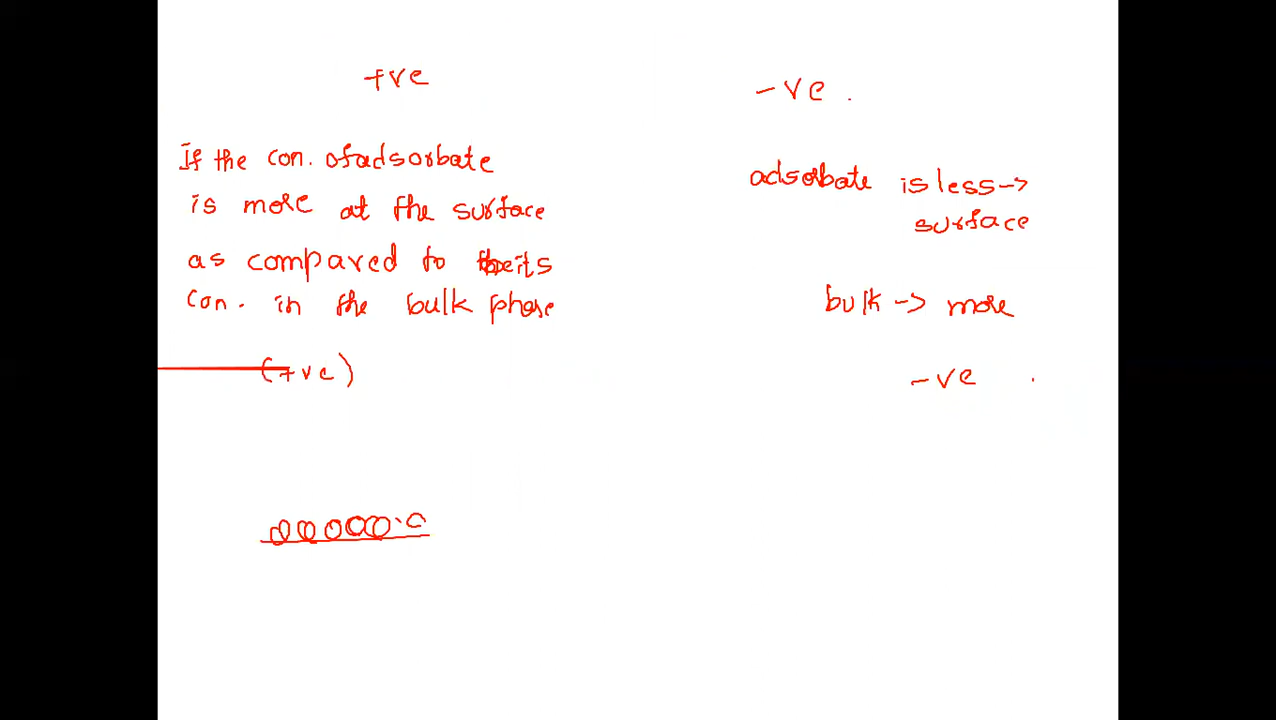 +ve
If the con. of adsorbate
is more at the surface
as compared to its
con. in the bulk phase
(+ve)
-ve.
adsorbate is less ->
surface
bulk -> more
-ve